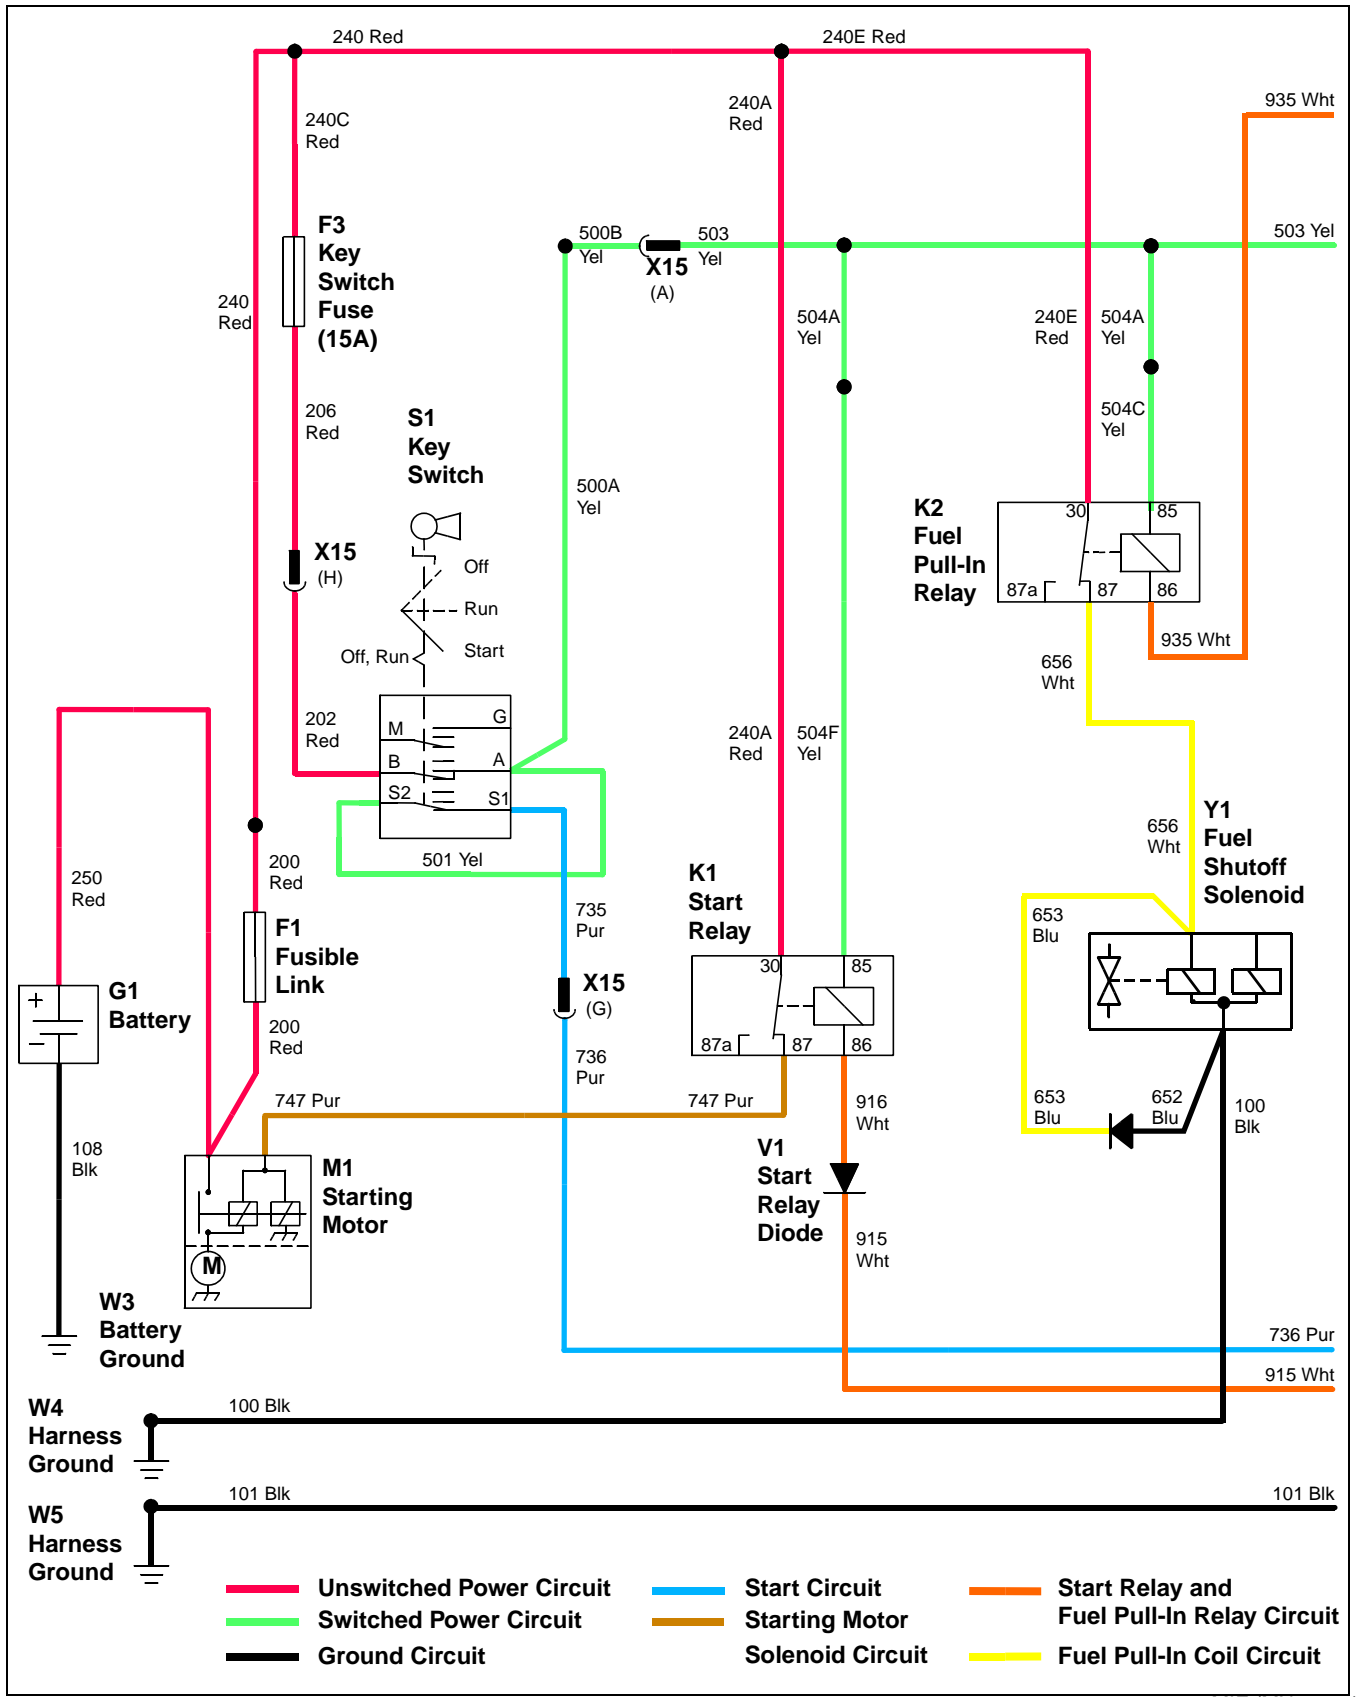 240 Red
240E Red
935 Wht
240C
Red
240A
Red
F3
Key
Switch
Fuse
(15A)
500B
Yel
503
Yel
X15
(A)
503 Yel
240
Red
504A
Yel
240E
Red
504A
Yel
206
Red
S1
Key
Switch
504C
Yel
500A
Yel
K2
Fuel
Pull-In
Relay
30
85
87a
87
86
X15
(H)
Off
Run
Start
Off, Run
935 Wht
656
Wht
202
Red
M
G
B
A
S2
S1
240A
Red
504F
Yel
501 Yel
656
Wht
Y1
Fuel
Shutoff
Solenoid
250
Red
200
Red
K1
Start
Relay
735
Pur
653
Blu
F1
Fusible
Link
30
85
87a
87
86
X15
(G)
+
−
G1
Battery
200
Red
736
Pur
747 Pur
747 Pur
916
Wht
653
Blu
652
Blu
100
Blk
108
Blk
M1
Starting
Motor
M
V1
Start
Relay
Diode
915
Wht
W3
Battery
Ground
736 Pur
915 Wht
W4
Harness
Ground
100 Blk
W5
Harness
Ground
101 Blk
101 Blk
Unswitched Power Circuit
Switched Power Circuit
Ground Circuit
Start Circuit
Starting Motor
Solenoid Circuit
Start Relay and
Fuel Pull-In Relay Circuit
Fuel Pull-In Coil Circuit